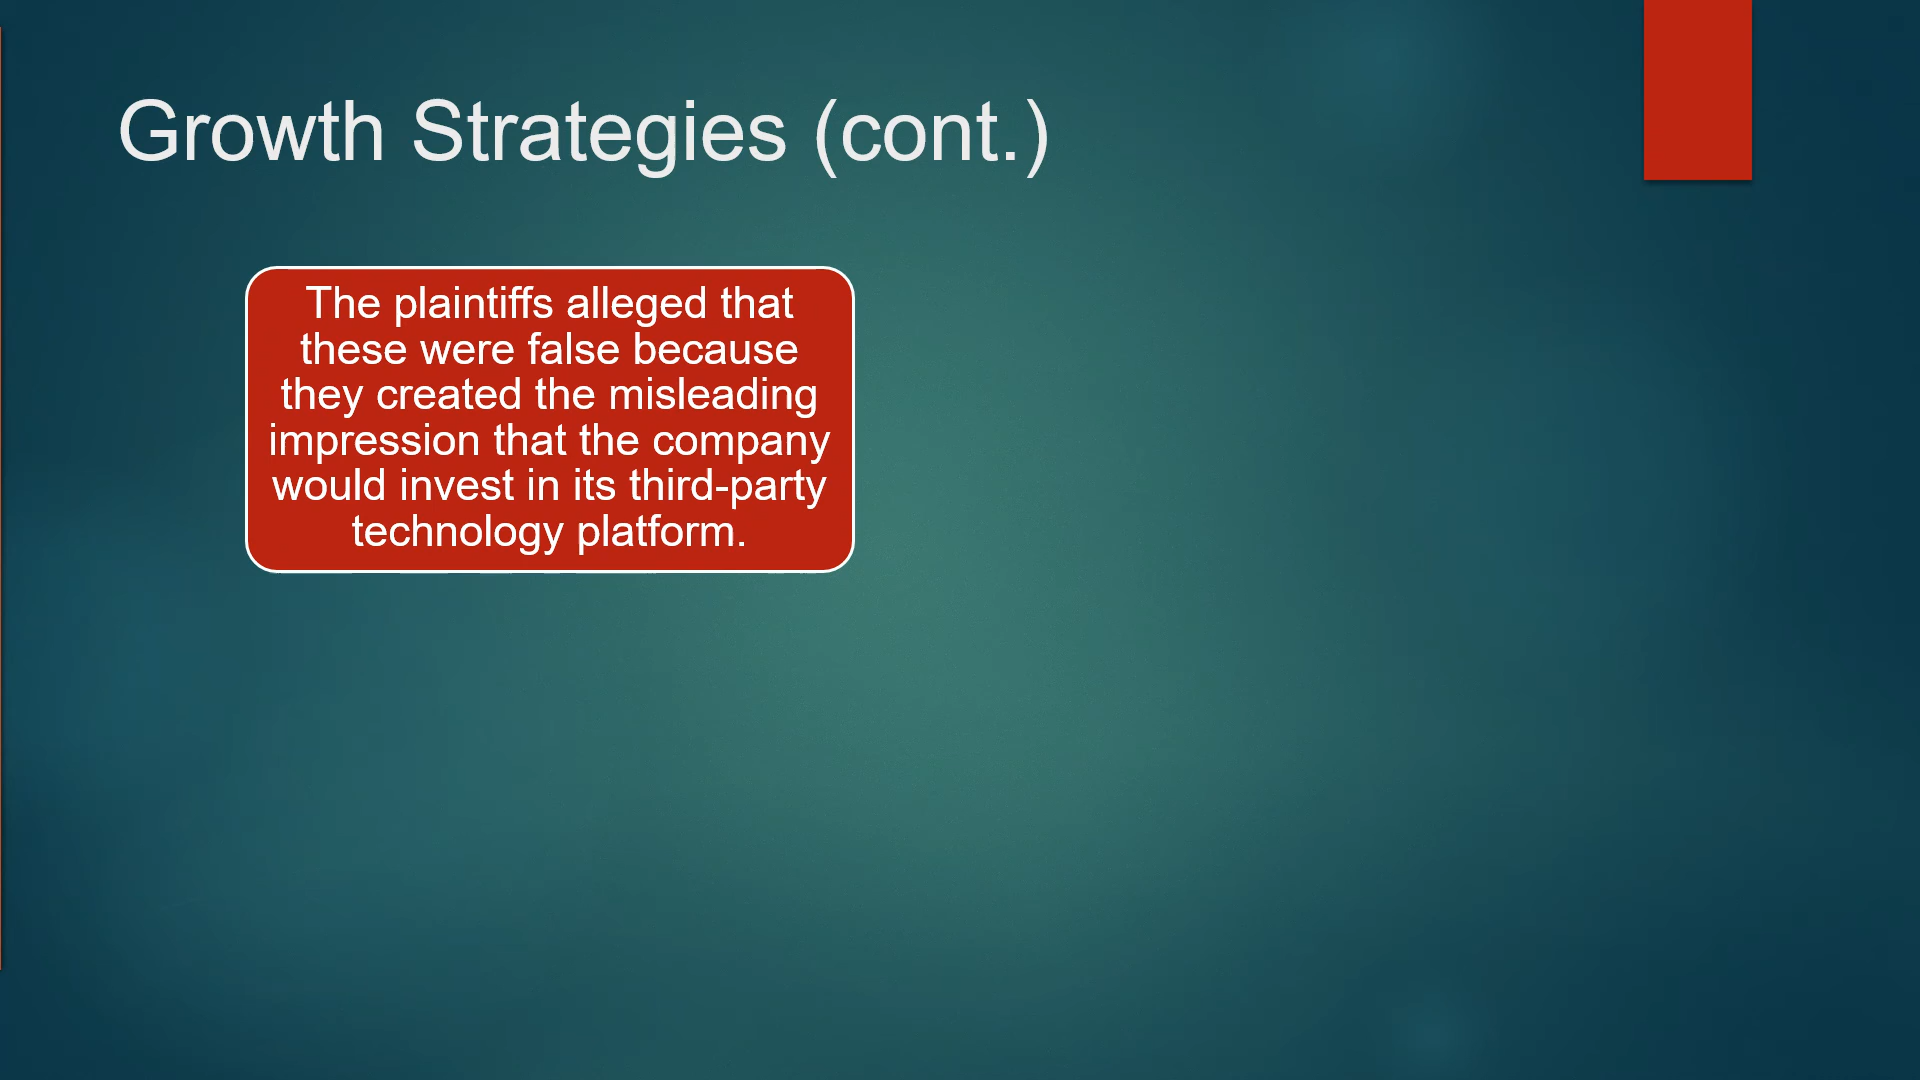 Growth Strategies (cont.)
The plaintiffs alleged that
these were false because
they created the misleading
impression that the company
would invest in its third-party
technology platform.